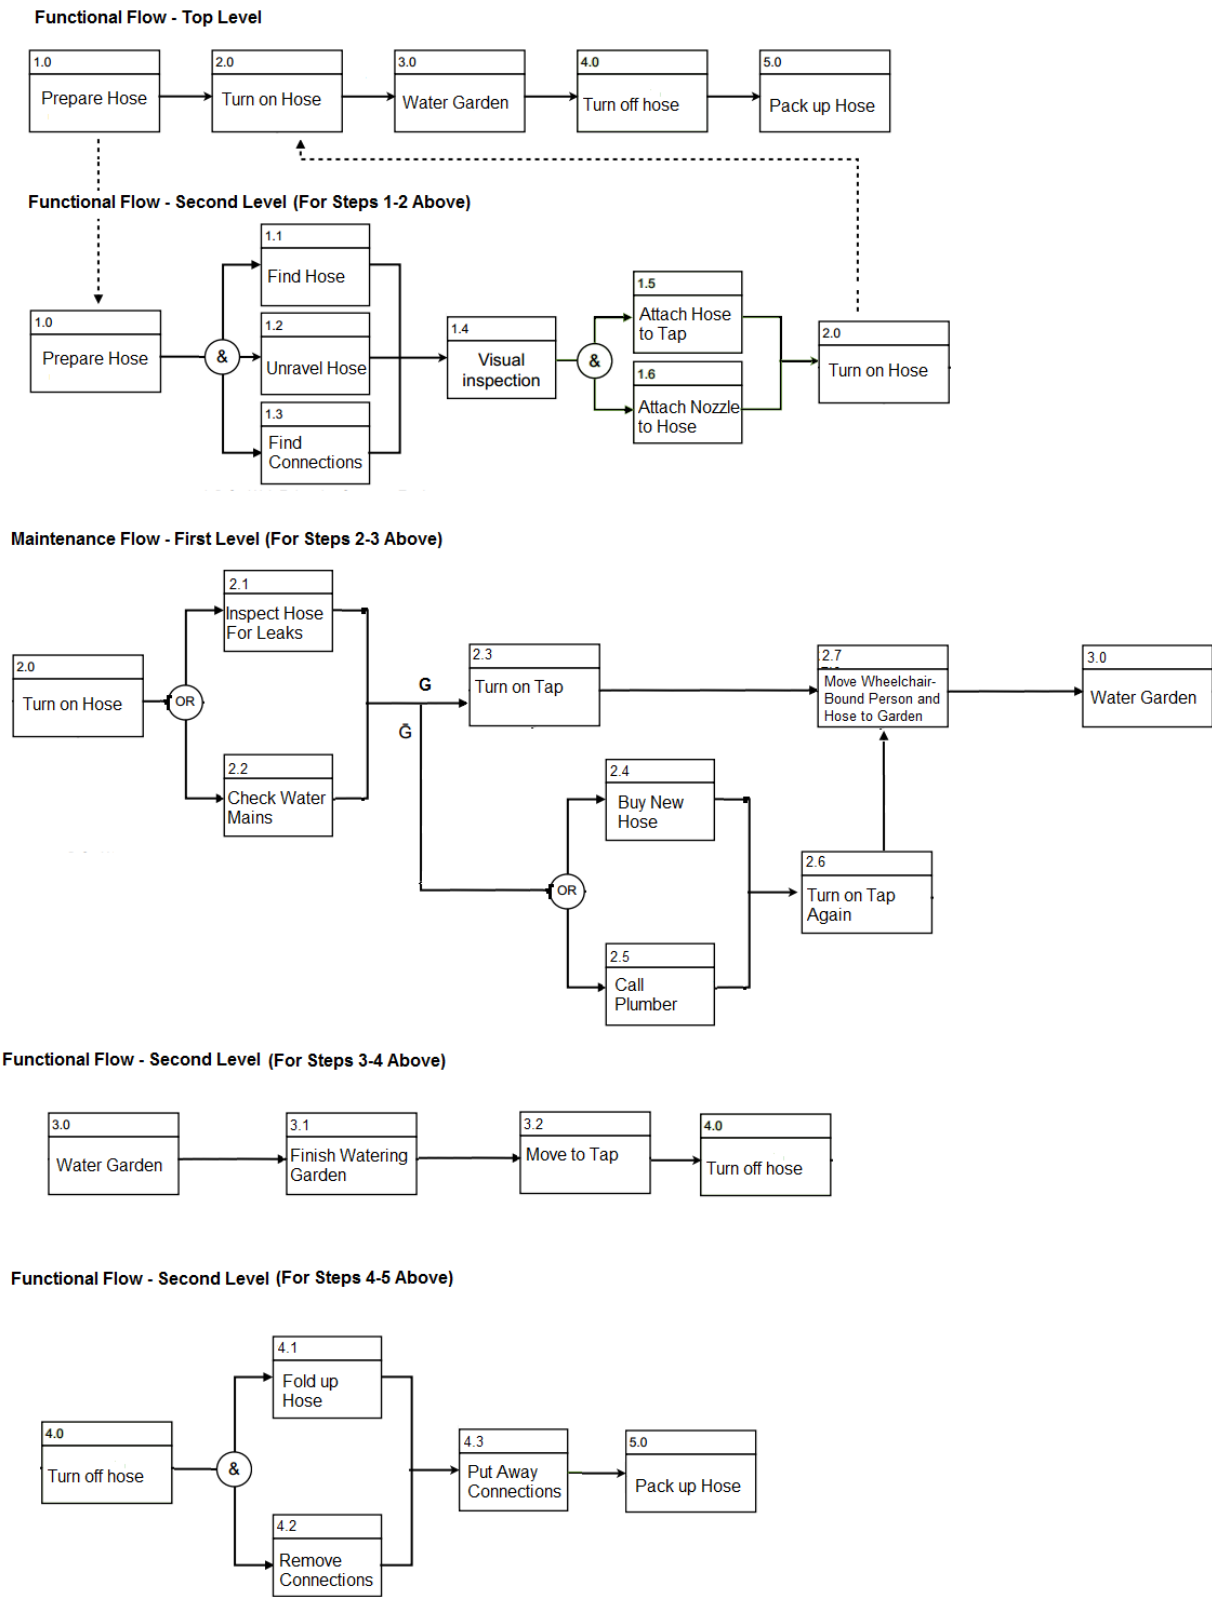 Functional Flow - Top Level
1.0
Prepare Hose
2.0
Turn on Hose
3.0
Water Garden
4.0
Turn off hose
5.0
Pack up Hose
Functional Flow - Second Level (For Steps 1-2 Above)
1.0
Prepare Hose
&
1.1
Find Hose
1.2
Unravel Hose
1.3
Find
Connections
1.4
Visual
inspection
&
1.5
Attach Hose
to Tap
1.6
Attach Nozzle
to Hose
2.0
Turn on Hose
Maintenance Flow - First Level (For Steps 2-3 Above)
2.0
Turn on Hose
OR
2.1
Inspect Hose
For Leaks
2.2
Check Water
Mains
G
Ḡ
2.3
Turn on Tap
OR
2.4
Buy New
Hose
2.5
Call
Plumber
2.6
Turn on Tap
Again
2.7
Move Wheelchair-
Bound Person and
Hose to Garden
3.0
Water Garden
Functional Flow - Second Level (For Steps 3-4 Above)
3.0
Water Garden
3.1
Finish Watering
Garden
3.2
Move to Tap
4.0
Turn off hose
Functional Flow - Second Level (For Steps 4-5 Above)
4.0
Turn off hose
&
4.1
Fold up
Hose
4.2
Remove
Connections
4.3
Put Away
Connections
5.0
Pack up Hose